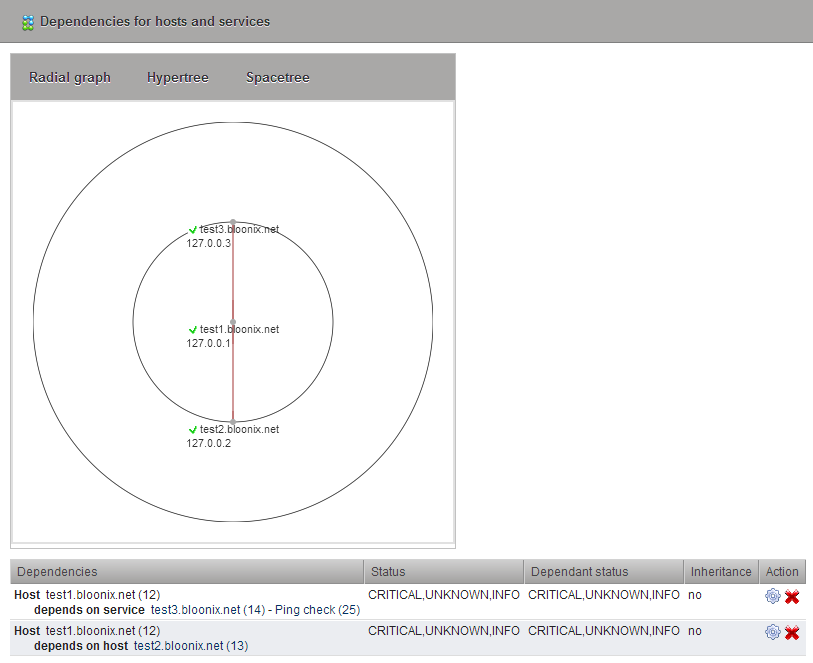 Dependencies for hosts and services
Radial graph Hypertree Spacetree
test3.bloonix.net
127.0.0.3
test1.bloonix.net
127.0.0.1
test2.bloonix.net
127.0.0.2
Dependencies Status Dependant status Inheritance Action
Host test1.bloonix.net (12) CRITICAL,UNKNOWN,INFO CRITICAL,UNKNOWN,INFO no
depends on service test3.bloonix.net (14) - Ping check (25)
Host test1.bloonix.net (12) CRITICAL,UNKNOWN,INFO CRITICAL,UNKNOWN,INFO no
depends on host test2.bloonix.net (13)